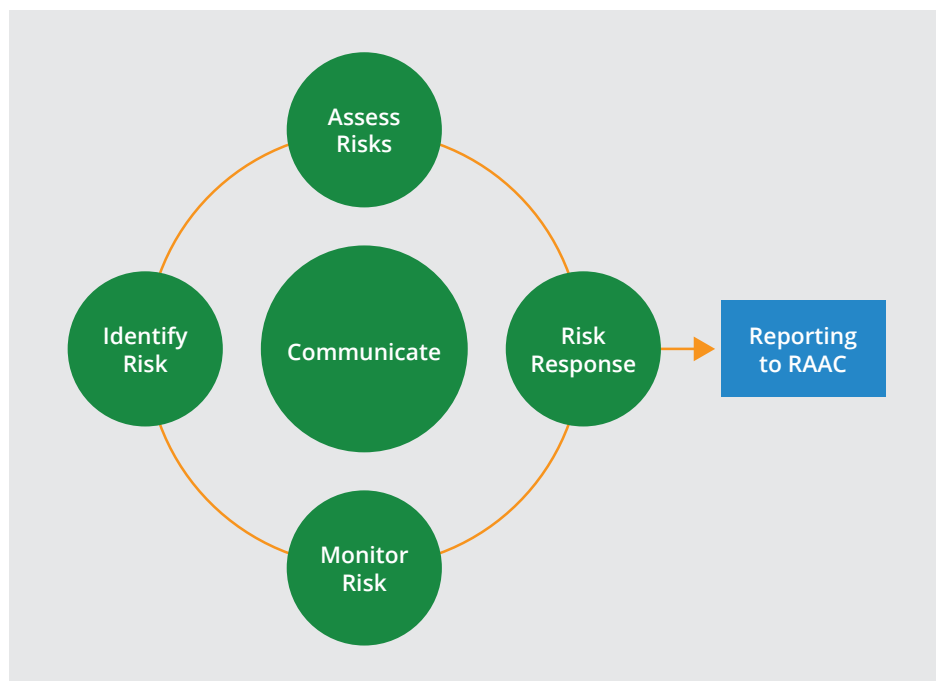 Assess
Risks
Identify
Risk
Communicate
Risk
Response
Reporting
to RAAC
Monitor
Risk